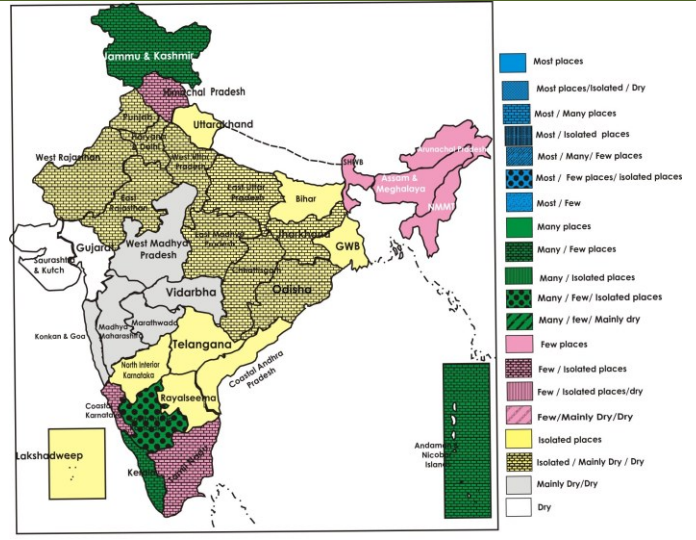 Jammu & Kashmir
Himachal Pradesh
Punjab
Uttarakhand
Haryana
Delhi
West Rajasthan
West Uttar
Pradesh
East
Rajasthan
East Uttar
Pradesh
Bihar
SHWB
Arunachal Pradesh
Assam &
Meghalaya
NMMT
Gujarat
Saurashtra
& Kutch
West Madhya
Pradesh
East Madhya
Pradesh
Jharkhand
GWB
Chhattisgarh
Odisha
Vidarbha
Konkan & Goa
Madhya
Maharashtra
Marathwada
Telangana
North Interior
Karnataka
Coastal Andhra
Pradesh
Rayalseema
Coastal
Karnataka
Lakshadweep
Kerala
Tamil Nadu
Andaman &
Nicobar
Islands
Most places
Most places/Isolated / Dry
Most / Many places
Most / Isolated places
Most / Many/ Few places
Most / Few places/ isolated places
Most / Few
Many places
Many / Few places
Many / Isolated places
Many / Few/ Isolated places
Many / few/ Mainly dry
Few places
Few / Isolated places
Few / Isolated places/dry
Few/Mainly Dry/Dry
Isolated places
Isolated / Mainly Dry / Dry
Mainly Dry/Dry
Dry